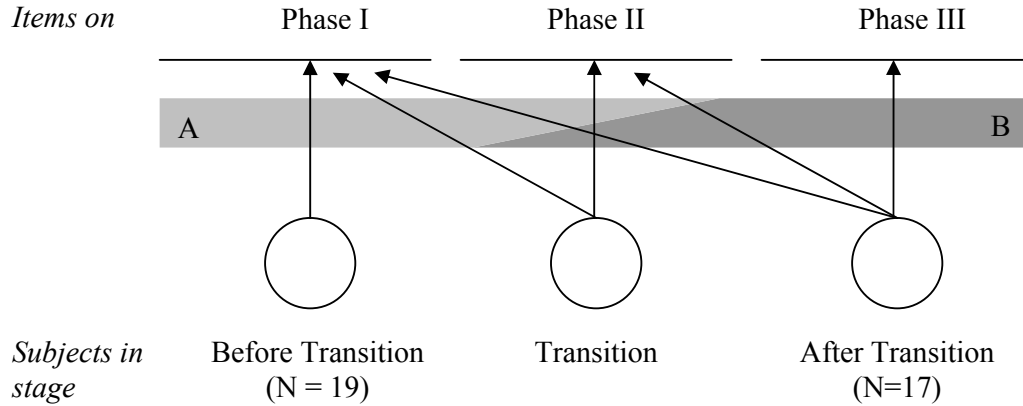 Items on Phase I Phase II Phase III
A B
Subjects in Before Transition Transition After Transition
stage (N = 19) (N=17)